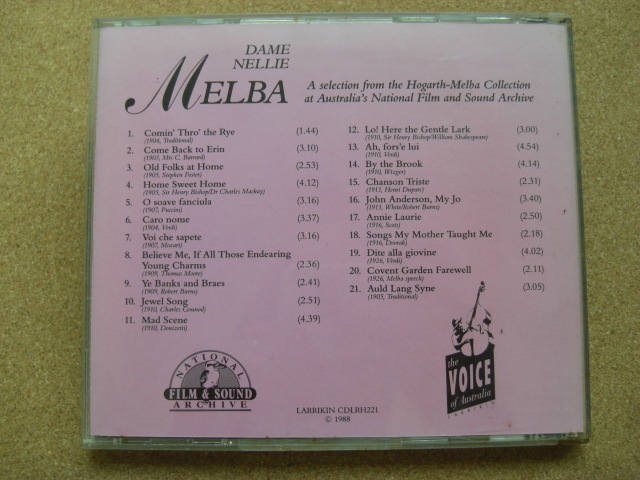 DAME
NELLIE
MELBA
A selection from the Hogarth-Melba Collection
at Australia's National Film and Sound Archive
1. Comin' Thro' the Rye (1.44)
(1904, Traditional)
2. Come Back to Erin (3.10)
(1905, Mrs C. Barnard)
3. Old Folks at Home (2.53)
(1905, Stephen Foster)
4. Home Sweet Home (4.12)
(1905, Sir Henry Bishop/Dr Charles Mackay)
5. O soave fanciula (3.16)
(1907, Puccini)
6. Caro nome (3.37)
(1904, Verdi)
7. Voi che sapete (3.16)
(1907, Mozart)
8. Believe Me, If All Those Endearing
Young Charms (2.36)
(1909, Thomas Moore)
9. Ye Banks and Braes (2.41)
(1909, Robert Burns)
10. Jewel Song (2.51)
(1910, Charles Gounod)
11. Mad Scene (4.39)
(1910, Donizetti)
12. Lo! Here the Gentle Lark (3.00)
(1910, Sir Henry Bishop/William Shakespeare)
13. Ah, fors'e lui (4.54)
(1910, Verdi)
14. By the Brook (4.14)
(1910, Wetzger)
15. Chanson Triste (2.31)
(1913, Henri Duparc)
16. John Anderson, My Jo (3.40)
(1913, White/Robert Burns)
17. Annie Laurie (2.50)
(1916, Scots)
18. Songs My Mother Taught Me (2.18)
(1916, Dvorak)
19. Dite alla giovine (4.02)
(1926, Verdi)
20. Covent Garden Farewell (2.11)
(1926, Melba speech)
21. Auld Lang Syne (3.05)
(1905, Traditional)
NATIONAL
FILM & SOUND
ARCHIVE
LARRIKIN CDLRH221
© 1988
the
VOICE
of Australia
LARRIKIN